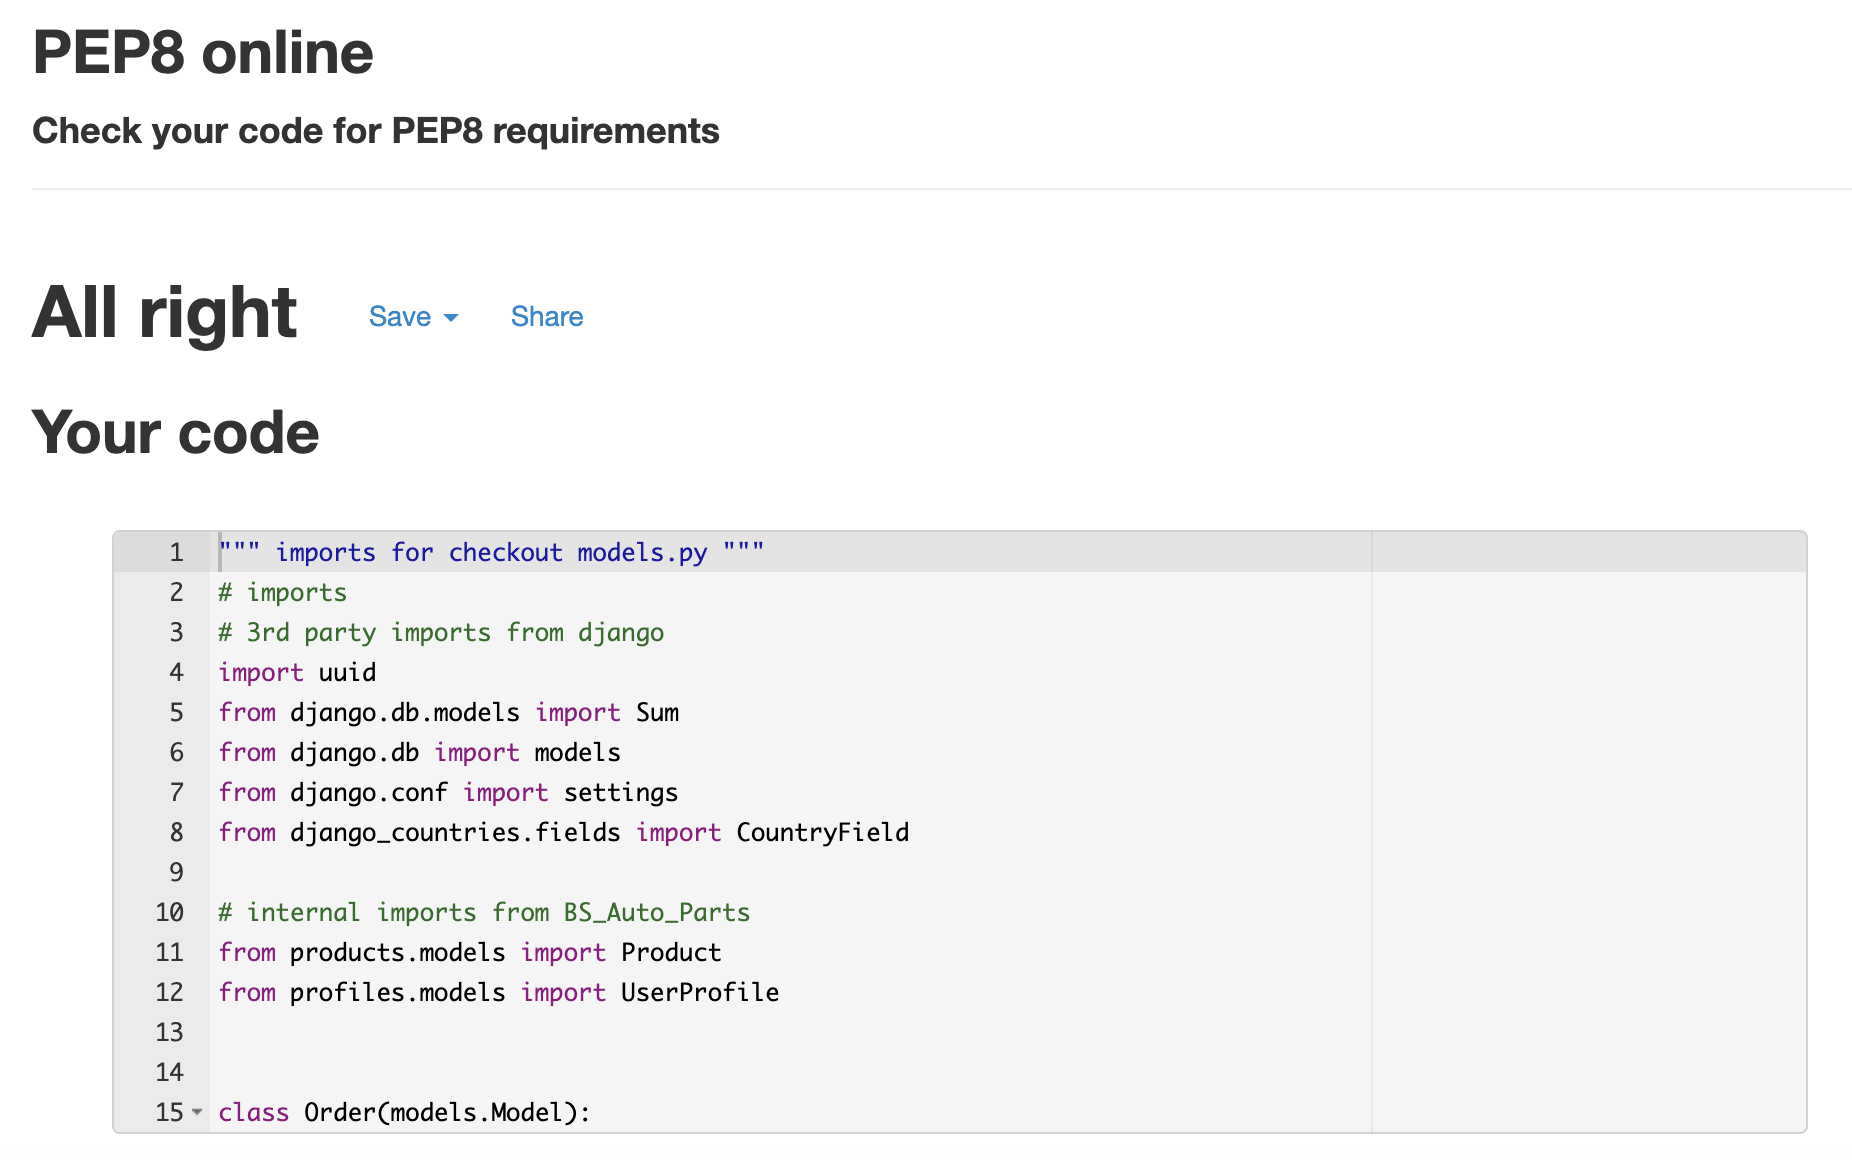 PEP8 online
Check your code for PEP8 requirements
All right Save Share
Your code
1 """ imports for checkout models.py """
2 # imports
3 # 3rd party imports from django
4 import uuid
5 from django.db.models import Sum
6 from django.db import models
7 from django.conf import settings
8 from django_countries.fields import CountryField
9
10 # internal imports from BS_Auto_Parts
11 from products.models import Product
12 from profiles.models import UserProfile
13
14
15 class Order(models.Model):